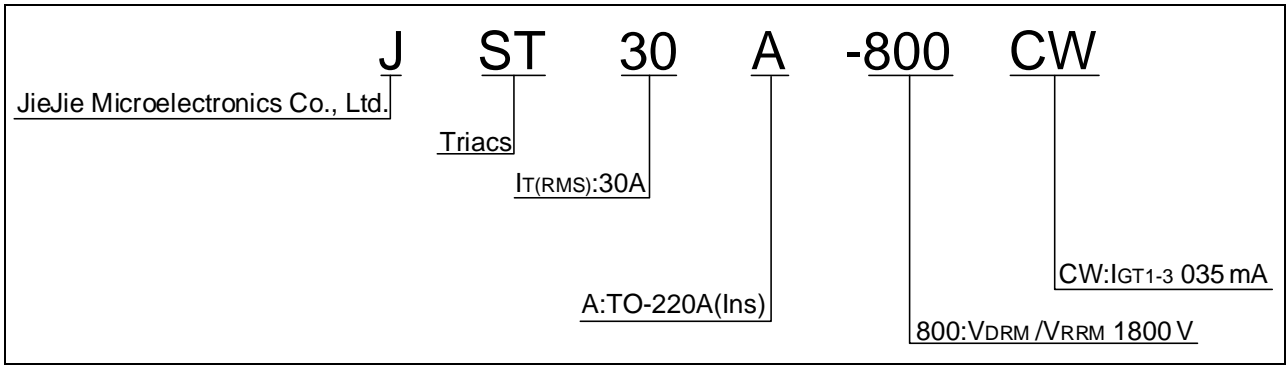 J ST 30 A -800 CW
JieJie Microelectronics Co., Ltd.
Triacs
IT(RMS):30A
CW:IGT1-3 035 mA
A:TO-220A(Ins)
800:VDRM /VRRM 1800 V